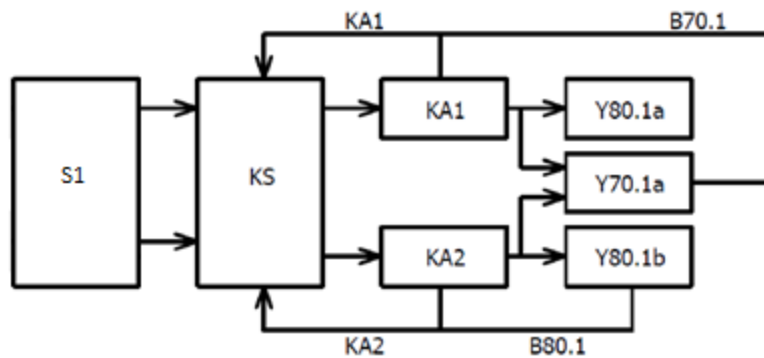 KA1 B70.1
KA1 Y80.1a
S1 KS Y70.1a
KA2 Y80.1b
KA2 B80.1